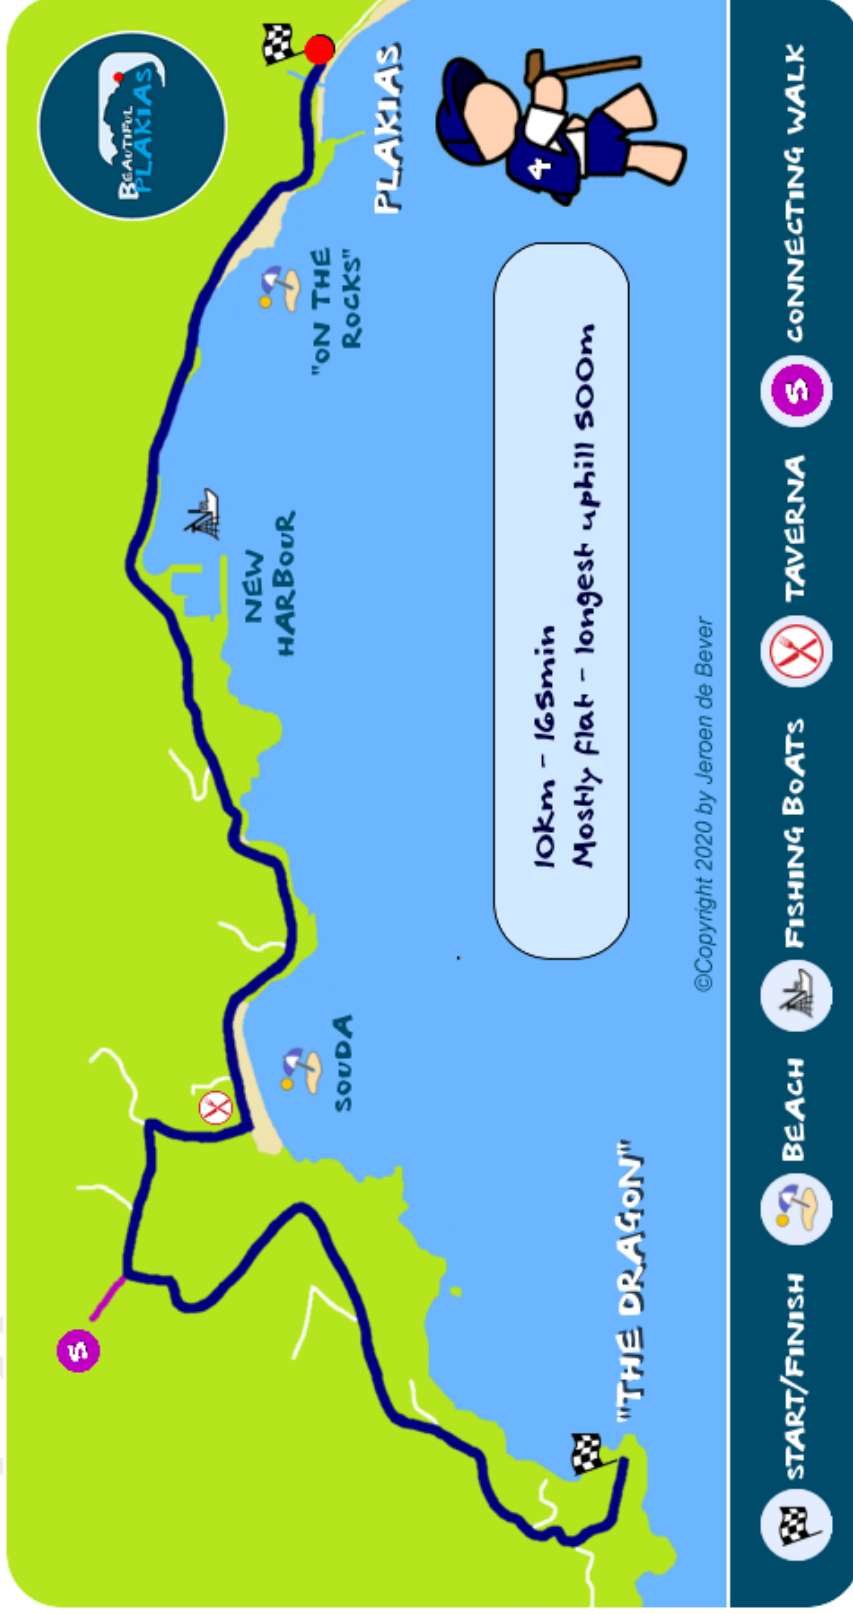 BEAUTIFUL
PLAKIAS
PLAKIAS
"ON THE
ROCKS"
NEW
HARBOUR
SOUDA
"THE DRAGON"
4
5
10km - 165min
Mostly flat - longest uphill 500m
©Copyright 2020 by Jeroen de Bever
START/FINISH
BEACH
FISHING BOATS
TAVERNA
5
CONNECTING WALK